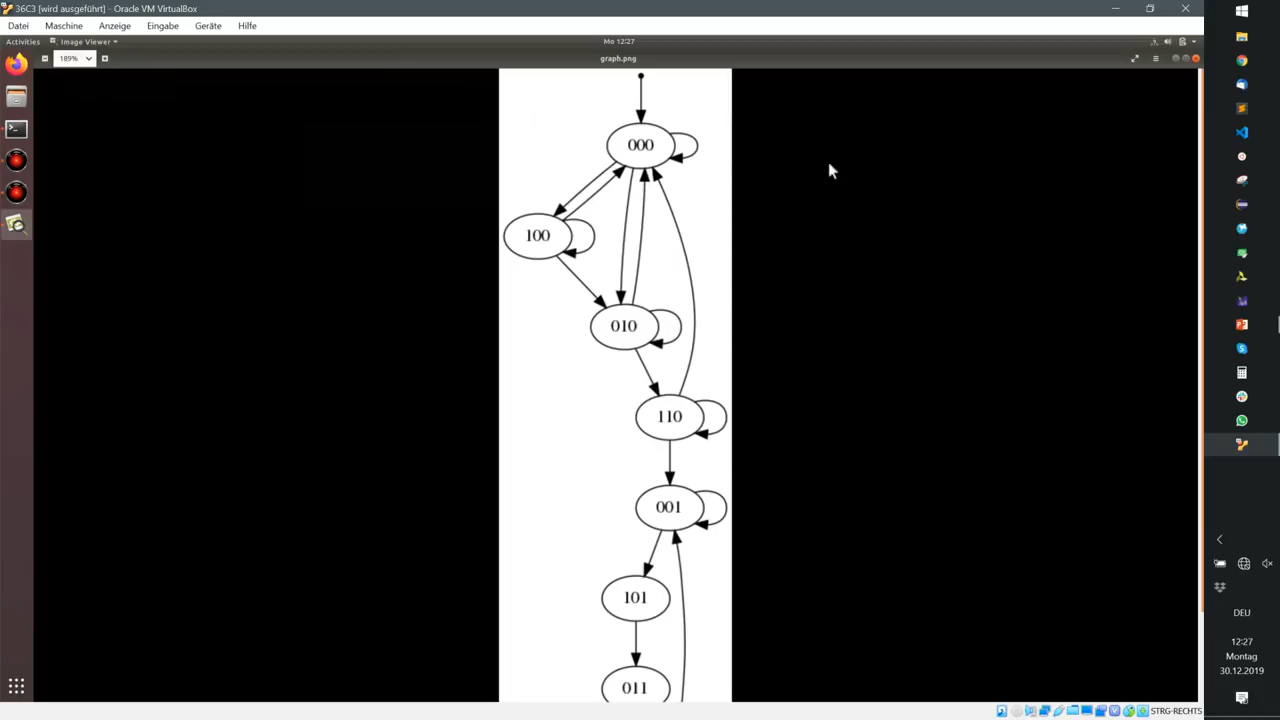 36C3 [wird ausgeführt] - Oracle VM VirtualBox
Datei Maschine Anzeige Eingabe Geräte Hilfe
Activities Image Viewer Mo 12:27
189% graph.png
000
100
010
110
001
101
011
DEU
12:27
Montag
30.12.2019
STRG-RECHTS